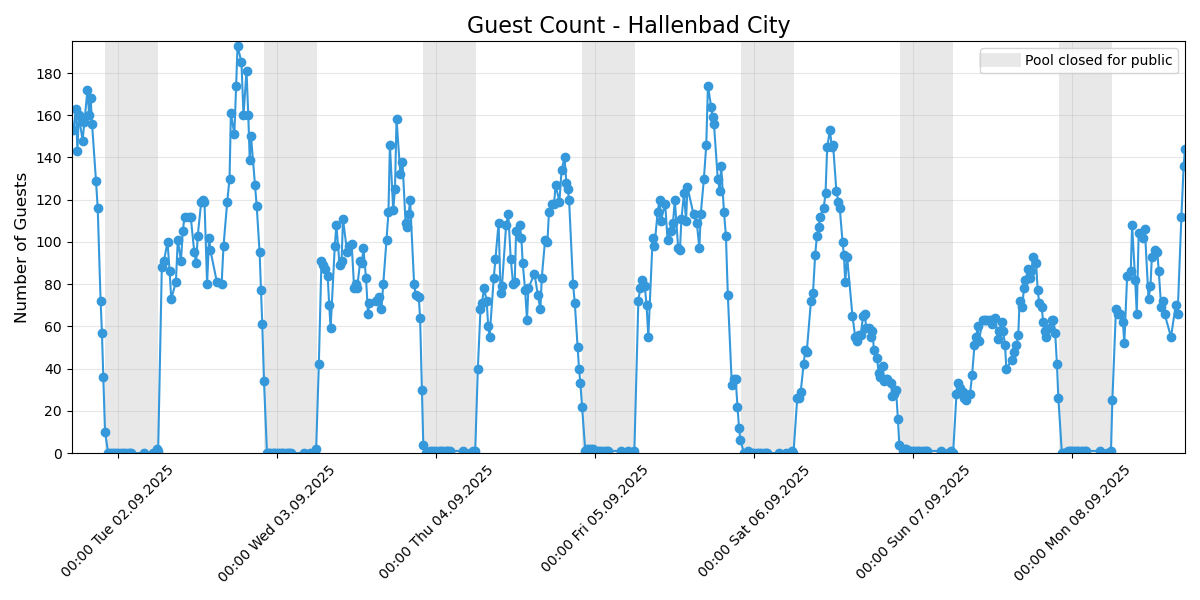 Guest Count - Hallenbad City
Pool closed for public
Number of Guests
180
160
140
120
100
80
60
40
20
0
00:00 Tue 02.09.2025
00:00 Wed 03.09.2025
00:00 Thu 04.09.2025
00:00 Fri 05.09.2025
00:00 Sat 06.09.2025
00:00 Sun 07.09.2025
00:00 Mon 08.09.2025